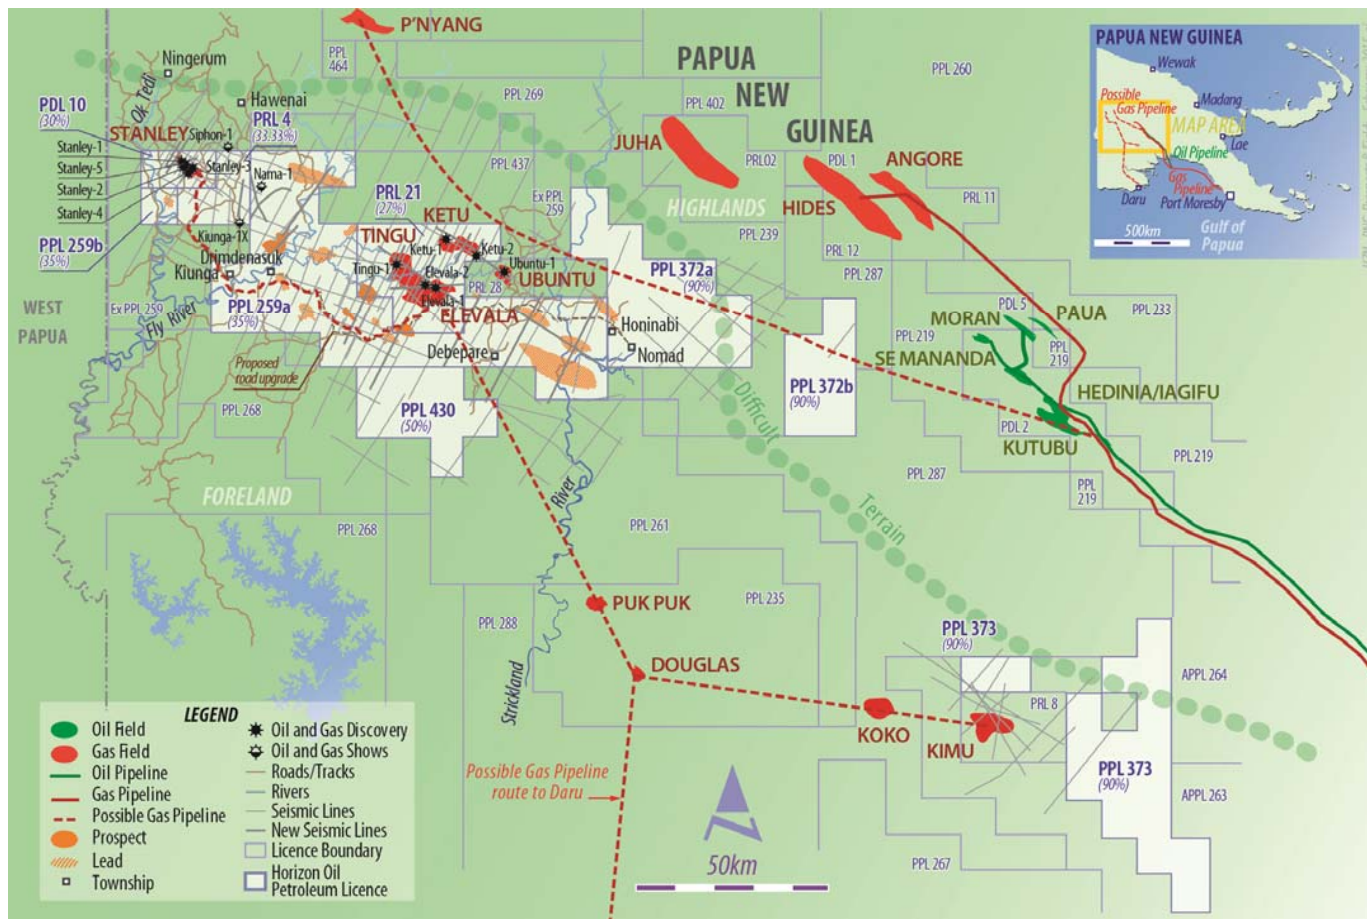 P'NYANG
PPL
464
Ningerum
Ok Tedi
Hawenai
PPL 269
PAPUA
NEW
GUINEA
PPL 402
PPL 260
PDL 10
(30%)
STANLEY
Siphon-1
PRL 4
(33.33%)
Stanley-1
Stanley-5
Stanley-2
Stanley-4
Stanley-3
Nama-1
PPL 437
JUHA
PRL02
PDL 1
ANGORE
PRL 11
HIDES
HIGHLANDS
PRL 21
(27%)
KETU
TINGU
Ex PPL
259
PPL 239
PRL 12
PPL 259b
(35%)
Kiunga-1X
Drimdenasuk
Kiunga
Ketu-1
Ketu-2
Tingu-1
Elevala-2
Ubuntu-1
UBUNTU
PRL 28
Elevala-1
ELEVALA
PPL 372a
(90%)
PPL 287
WEST
PAPUA
Ex PPL 259
Fly River
PPL 259a
(35%)
Honinabi
Nomad
Debepare
Proposed
road upgrade
PDL 5
PAUA
PPL 233
MORAN
PPL 219
SE MANANDA
PPL
219
PPL 372b
(90%)
HEDINIA/IAGIFU
PPL 268
PPL 430
(50%)
PDL 2
KUTUBU
PPL 219
Difficult
Terrain
PPL 287
PPL
219
FORELAND
River
PPL 268
PPL 261
PUK PUK
PPL 235
PPL 288
Strickland
DOUGLAS
PPL 373
(90%)
APPL 264
PRL 8
KOKO
KIMU
PPL 373
(90%)
APPL 263
PPL 267
Possible Gas Pipeline
route to Daru
50km
LEGEND
Oil Field
Gas Field
Oil Pipeline
Gas Pipeline
Possible Gas Pipeline
Prospect
Lead
Township
Oil and Gas Discovery
Oil and Gas Shows
Roads/Tracks
Rivers
Seismic Lines
New Seismic Lines
Licence Boundary
Horizon Oil
Petroleum Licence
PAPUA NEW GUINEA
Wewak
Possible
Gas Pipeline
Madang
MAP AREA
Lae
Oil Pipeline
Gas
Pipeline
Daru
Port Moresby
Gulf of
Papua
500km